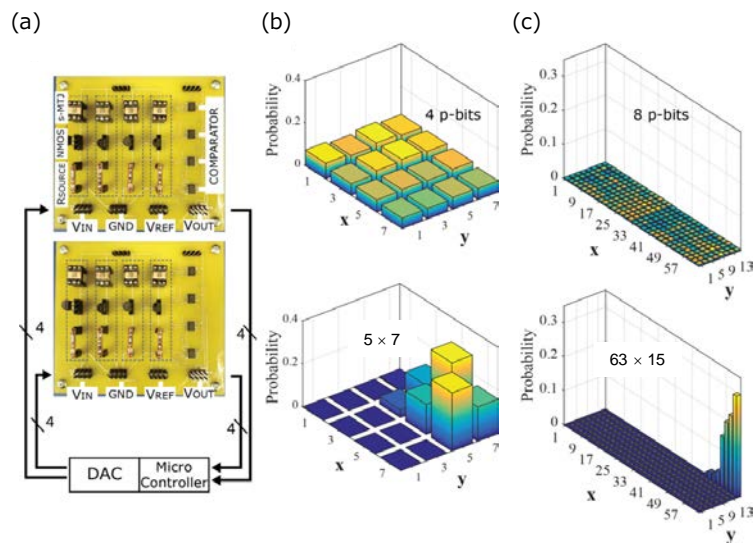 (a)
(b)
(c)
s-MTJ
NMOS
RSOURCE
COMPARATOR
VIN
GND
VREF
VOUT
VIN
GND
VREF
VOUT
4
4
4
4
DAC
Micro
Controller
4 p-bits
Probability
0.4
0.2
0
1
3
5
7
x
1
3
5
7
y
8 p-bits
Probability
0.3
0.2
0.1
0
1
9
17
25
33
41
49
57
x
1
5
9
13
y
5 × 7
Probability
0.4
0.2
0
1
3
5
7
x
1
3
5
7
y
63 × 15
Probability
0.3
0.2
0.1
0
1
9
17
25
33
41
49
57
x
1
5
9
13
y